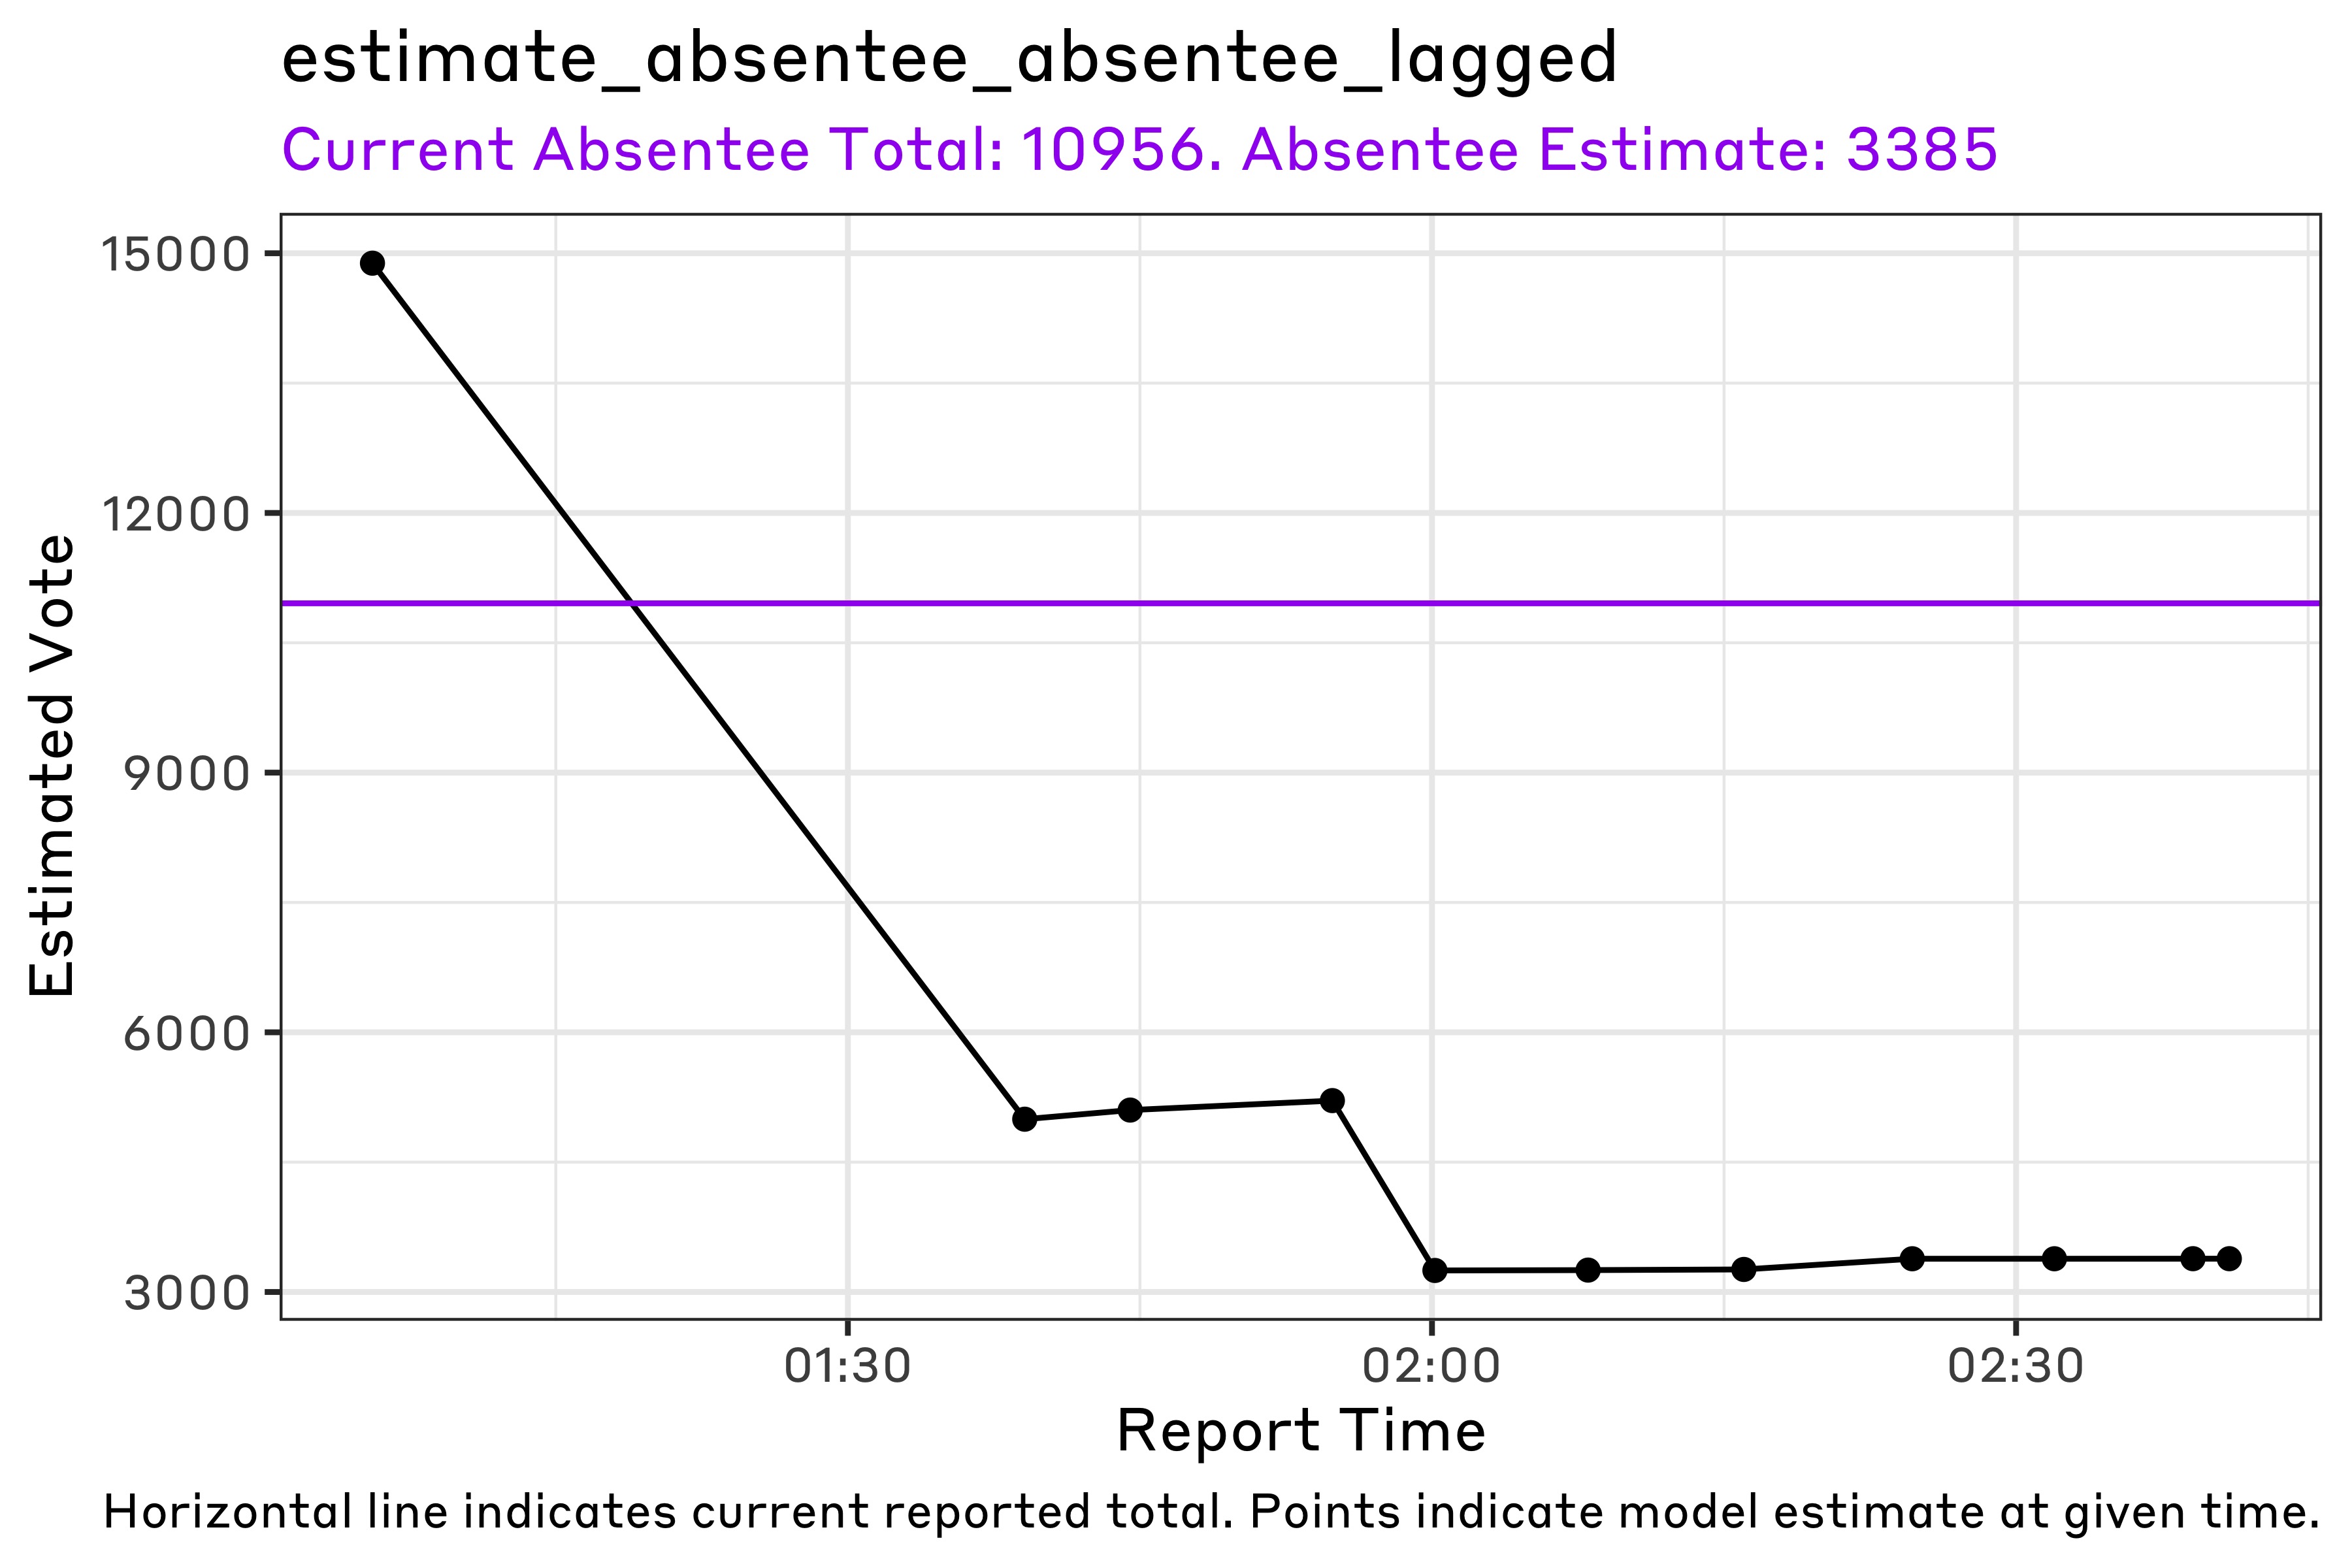 estimate_absentee_absentee_lagged
Current Absentee Total: 10956. Absentee Estimate: 3385
Estimated Vote
15000
12000
9000
6000
3000
01:30 02:00 02:30
Report Time
Horizontal line indicates current reported total. Points indicate model estimate at given time.